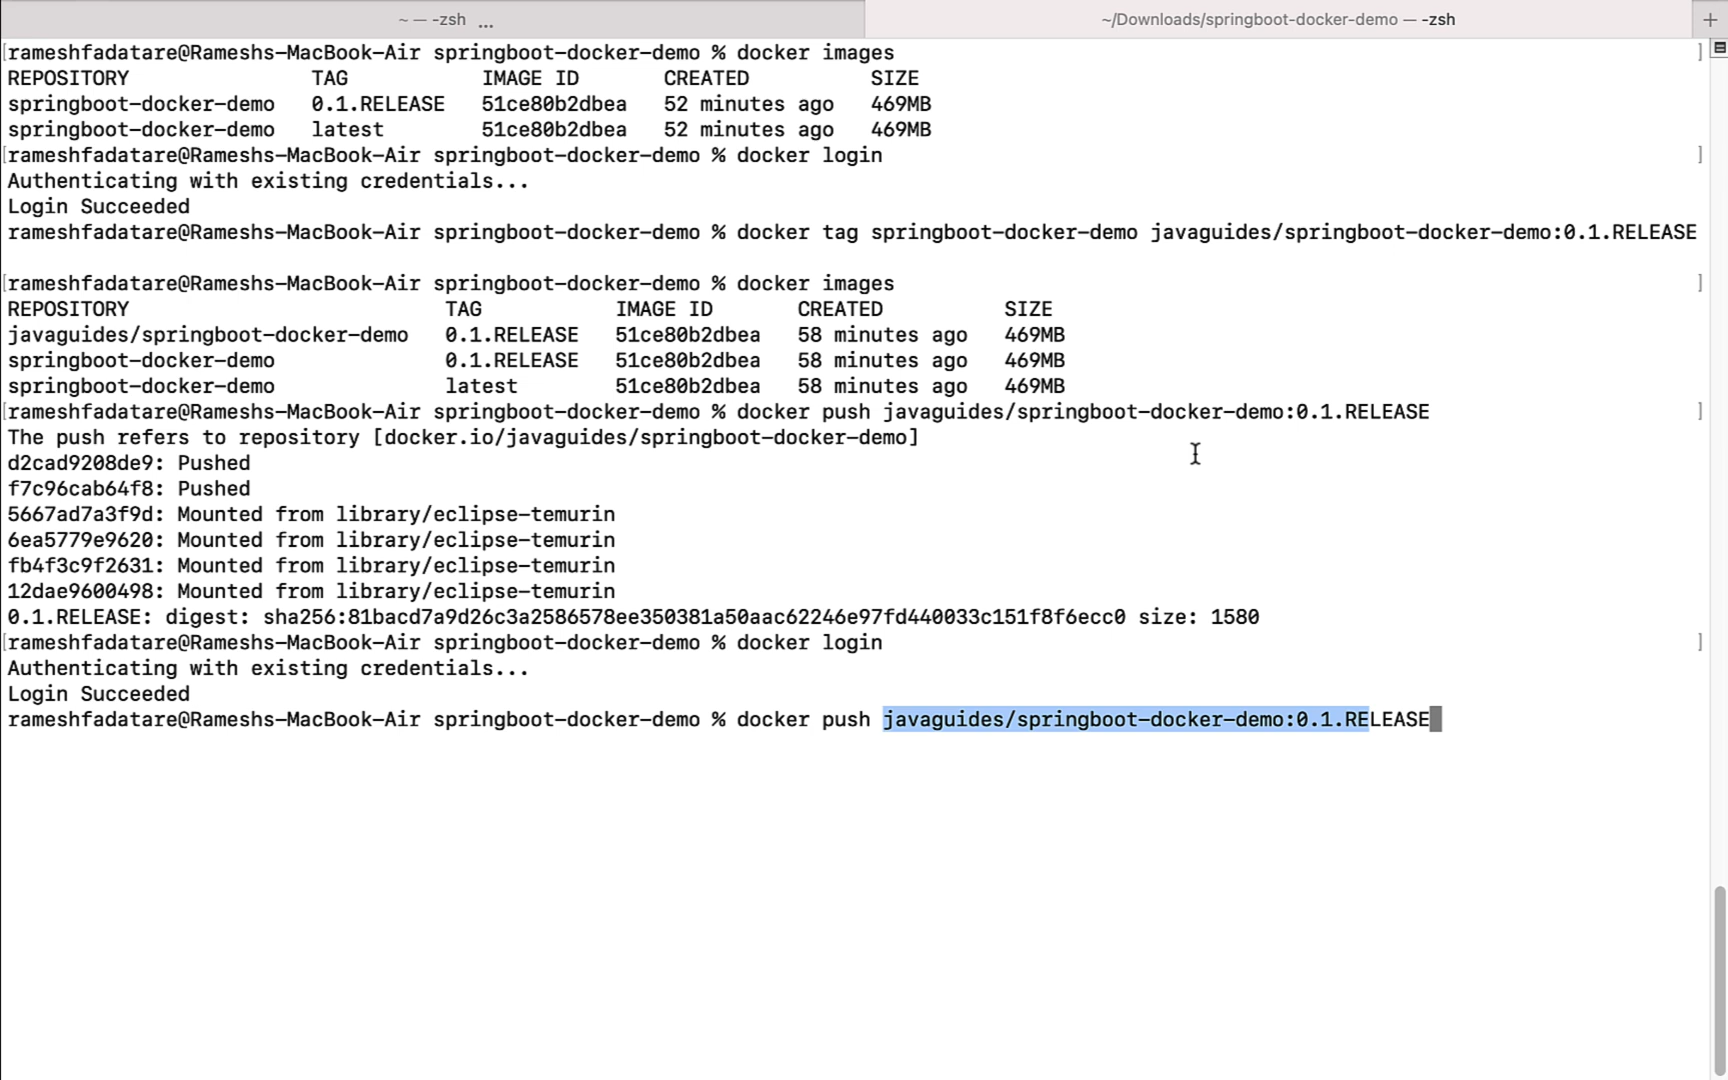 ~ — -zsh ... ~/Downloads/springboot-docker-demo — -zsh +
[rameshfadatare@Rameshs-MacBook-Air springboot-docker-demo % docker images ]
REPOSITORY TAG IMAGE ID CREATED SIZE
springboot-docker-demo 0.1.RELEASE 51ce80b2dbea 52 minutes ago 469MB
springboot-docker-demo latest 51ce80b2dbea 52 minutes ago 469MB
[rameshfadatare@Rameshs-MacBook-Air springboot-docker-demo % docker login ]
Authenticating with existing credentials...
Login Succeeded
rameshfadatare@Rameshs-MacBook-Air springboot-docker-demo % docker tag springboot-docker-demo javaguides/springboot-docker-demo:0.1.RELEASE
[rameshfadatare@Rameshs-MacBook-Air springboot-docker-demo % docker images ]
REPOSITORY TAG IMAGE ID CREATED SIZE
javaguides/springboot-docker-demo 0.1.RELEASE 51ce80b2dbea 58 minutes ago 469MB
springboot-docker-demo 0.1.RELEASE 51ce80b2dbea 58 minutes ago 469MB
springboot-docker-demo latest 51ce80b2dbea 58 minutes ago 469MB
[rameshfadatare@Rameshs-MacBook-Air springboot-docker-demo % docker push javaguides/springboot-docker-demo:0.1.RELEASE ]
The push refers to repository [docker.io/javaguides/springboot-docker-demo]
d2cad9208de9: Pushed
f7c96cab64f8: Pushed
5667ad7a3f9d: Mounted from library/eclipse-temurin
6ea5779e9620: Mounted from library/eclipse-temurin
fb4f3c9f2631: Mounted from library/eclipse-temurin
12dae9600498: Mounted from library/eclipse-temurin
0.1.RELEASE: digest: sha256:81bacd7a9d26c3a2586578ee350381a50aac62246e97fd440033c151f8f6ecc0 size: 1580
[rameshfadatare@Rameshs-MacBook-Air springboot-docker-demo % docker login ]
Authenticating with existing credentials...
Login Succeeded
rameshfadatare@Rameshs-MacBook-Air springboot-docker-demo % docker push javaguides/springboot-docker-demo:0.1.RELEASE